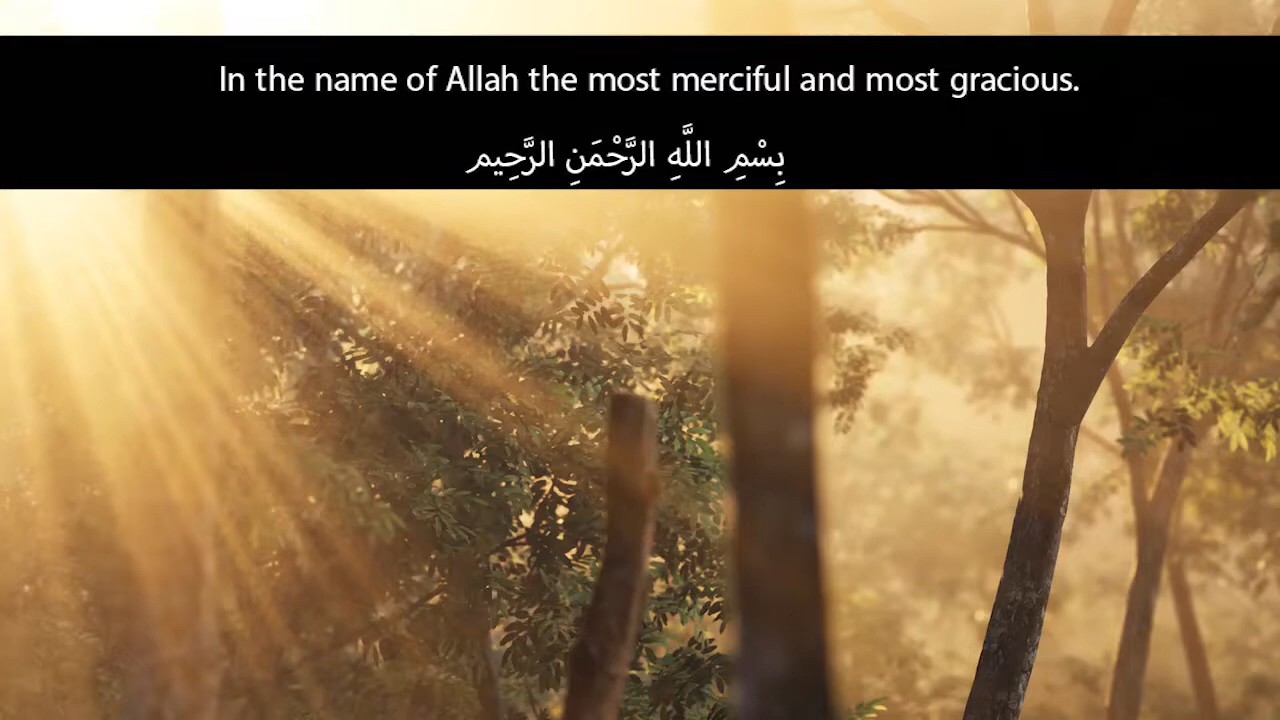 In the name of Allah the most merciful and most gracious.
بِسْمِ اللَّهِ الرَّحْمَنِ الرَّحِيم